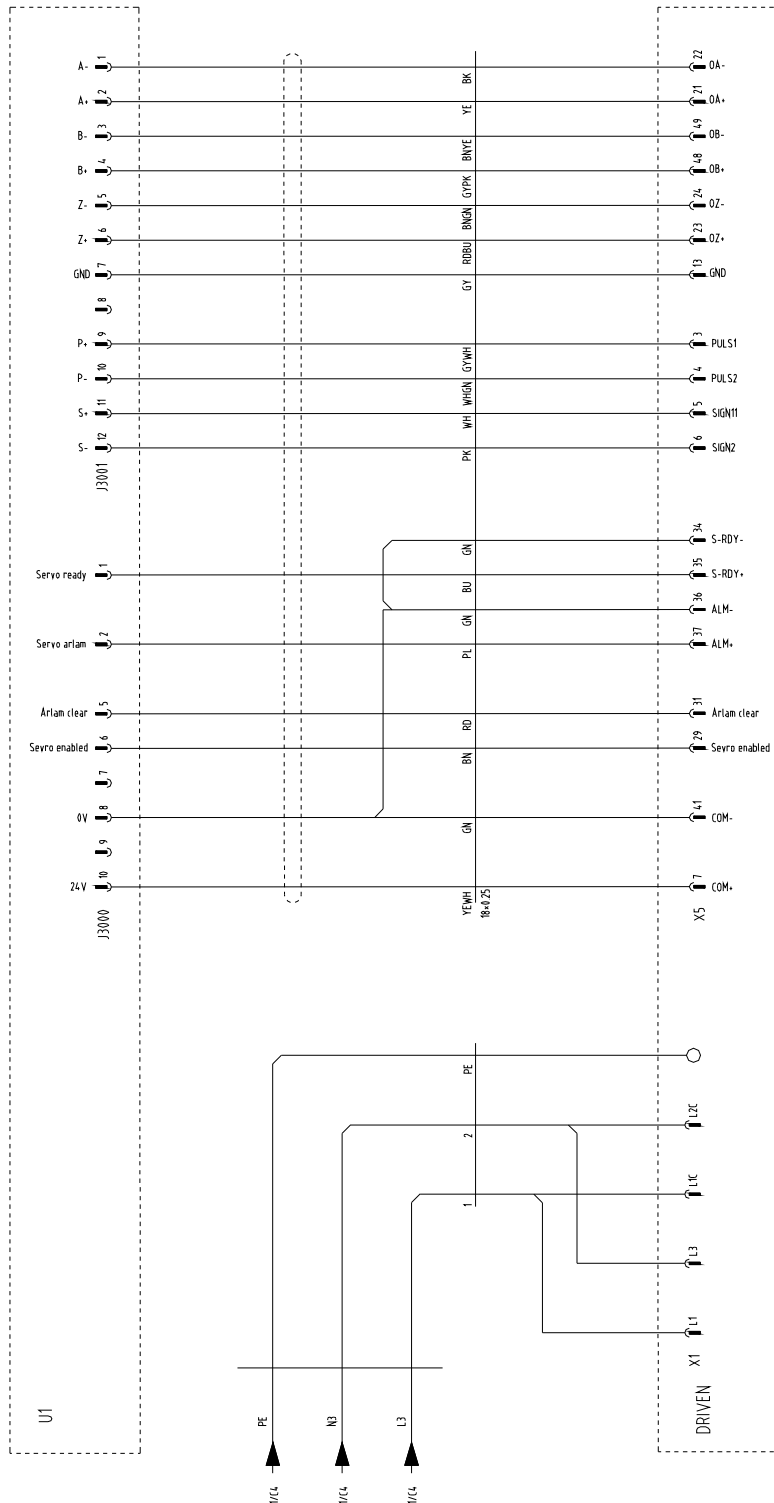 A- 1 BK 22 OA-
A+ 2 YE 21 OA+
B- 3 BNYE 49 OB-
B+ 4 GYPK 48 OB+
Z- 5 BNGN 24 OZ-
Z+ 6 RDBU 23 OZ+
GND 7 GY 13 GND
8
P+ 9 GYWH 3 PULS1
P- 10 WHGN 4 PULS2
S+ 11 WH 5 SIGN11
S- 12 PK 6 SIGN2
J3001
GN 34 S-RDY-
Servo ready 1 BU 35 S-RDY+
GN 36 ALM-
Servo arlam 2 PL 37 ALM+
Arlam clear 5 RD 31 Arlam clear
Sevro enabled 6 BN 29 Sevro enabled
7
0V 8 GN 41 COM-
9
24V 10 YEWH 7 COM+
18×0.25
J3000
X5
PE
2 L2C
1 L1C
L3
L1
X1
U1
DRIVEN
PE N3 L3
1/C4 1/C4 1/C4